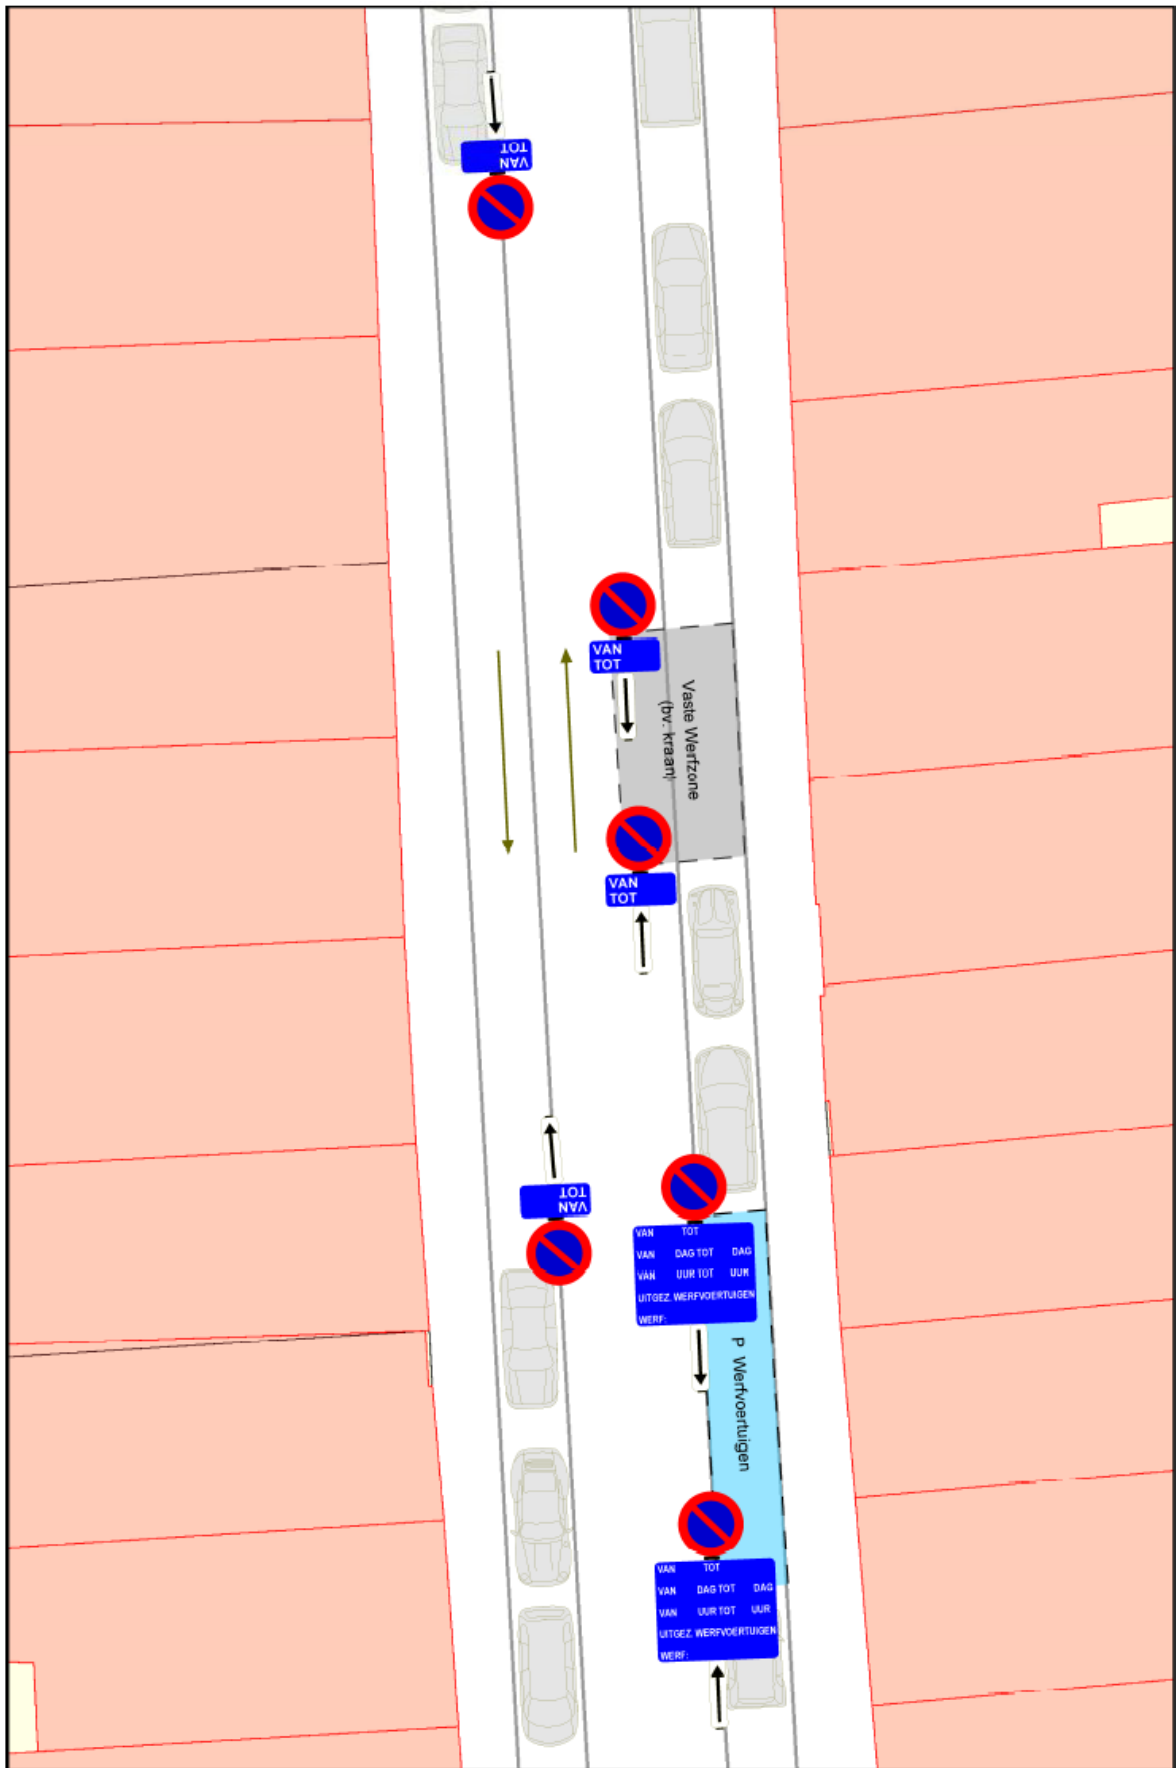 VAN
TOT
VAN
TOT
Vaste Werfzone
(bv. kraan)
VAN
TOT
VAN
TOT
VAN TOT
VAN DAG TOT DAG
VAN UUR TOT UUR
UITGEZ. WERFVOERTUIGEN
WERF:
P Werfvoertuigen
VAN TOT
VAN DAG TOT DAG
VAN UUR TOT UUR
UITGEZ. WERFVOERTUIGEN
WERF: